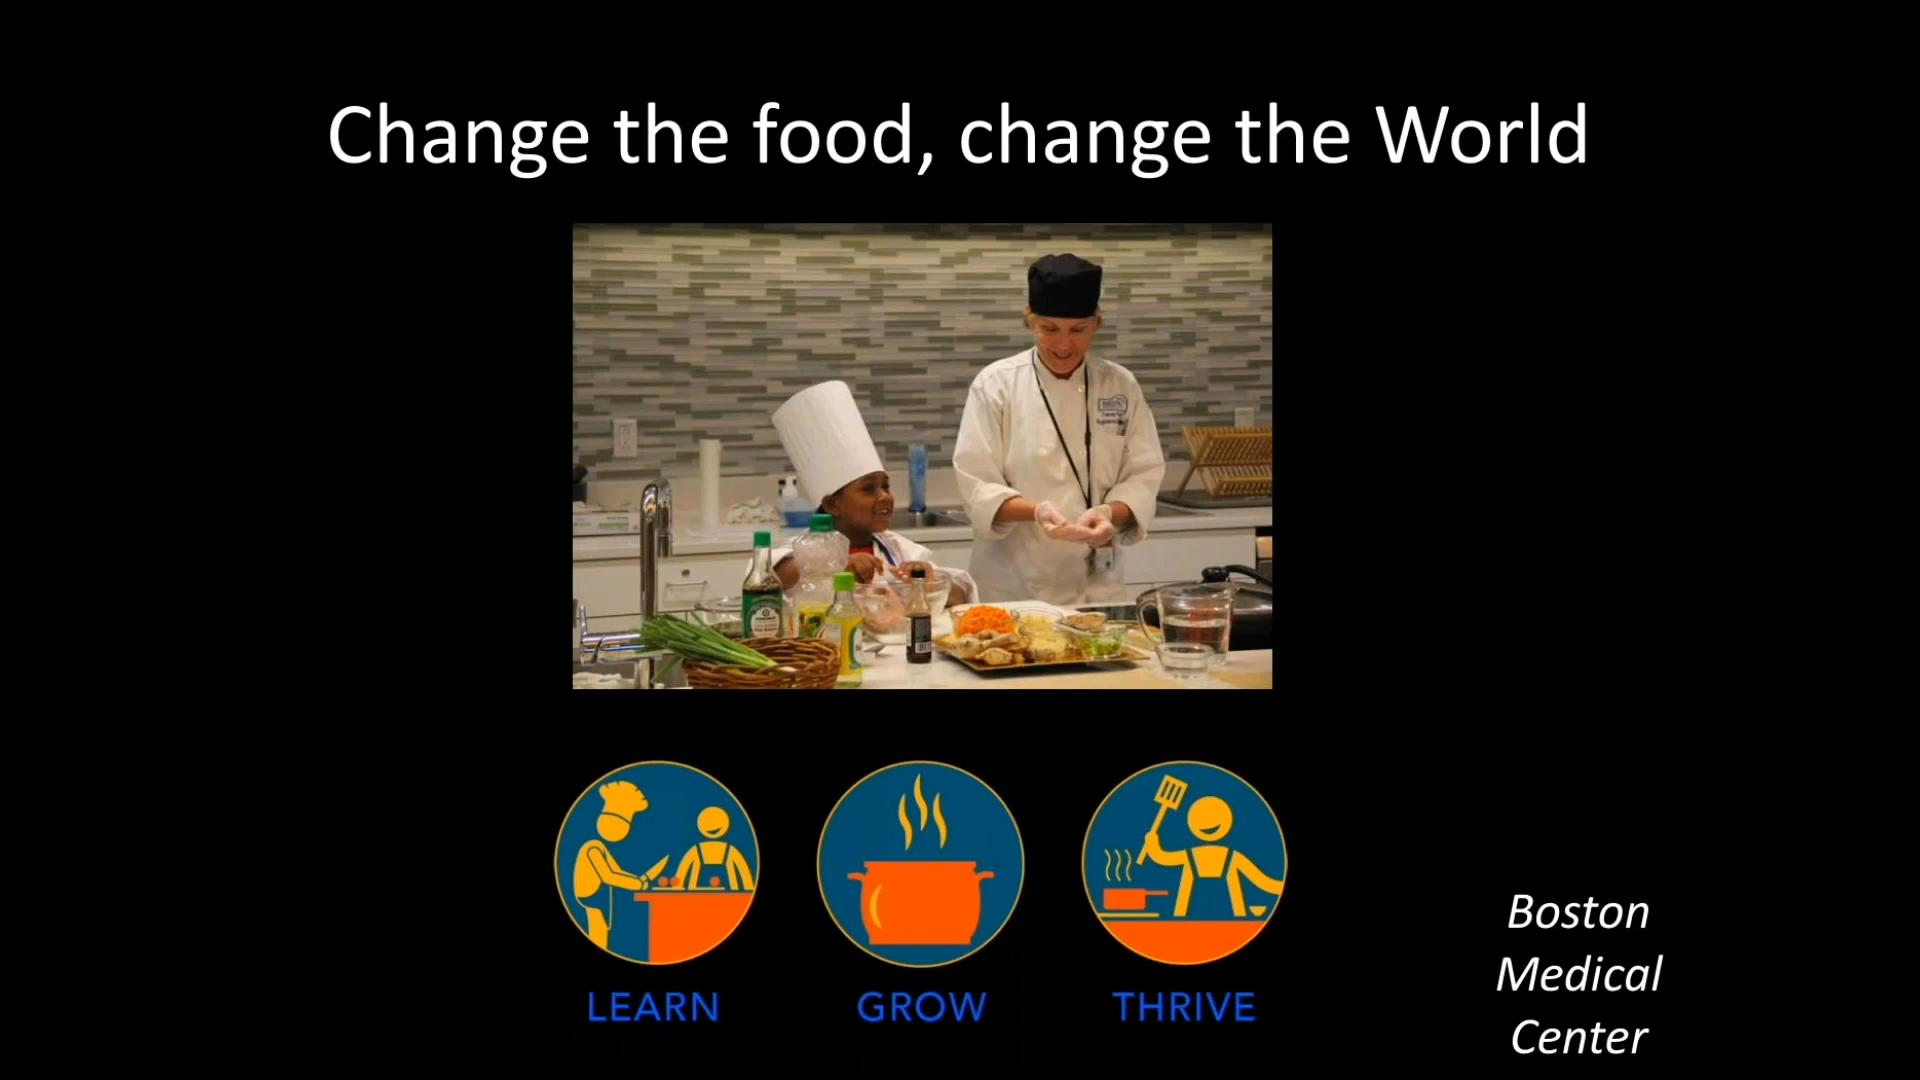 Change the food, change the World
LEARN
GROW
THRIVE
Boston
Medical
Center